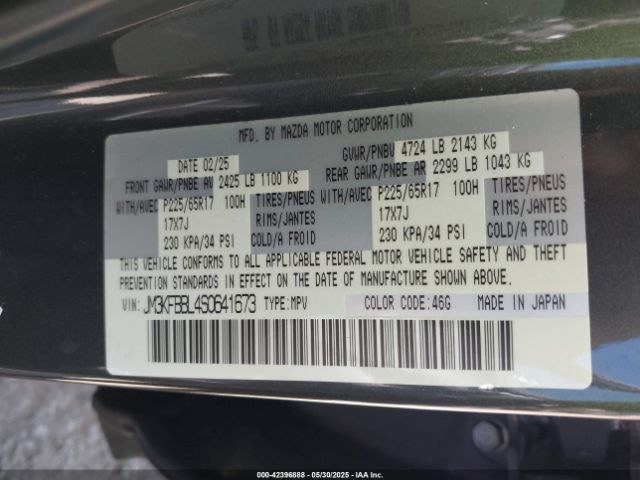 MFD. BY MAZDA MOTOR CORPORATION
DATE 02/25 GVWR/PNBV 4724 LB 2143 KG
FRONT GAWR/PNBE AV 2425 LB 1100 KG REAR GAWR/PNBE AR 2299 LB 1043 KG
WITH/AVEC P225/65R17 100H TIRES/PNEUS WITH/AVEC P225/65R17 100H TIRES/PNEUS
17X7J RIMS/JANTES 17X7J RIMS/JANTES
230 KPA/34 PSI COLD/A FROID 230 KPA/34 PSI COLD/A FROID
THIS VEHICLE CONFORMS TO ALL APPLICABLE FEDERAL MOTOR VEHICLE SAFETY AND THEFT
PREVENTION STANDARDS IN EFFECT ON THE DATE OF MANUFACTURE SHOWN ABOVE.
VIN: JM3KFBBL4S0641673 TYPE:MPV COLOR CODE:46G MADE IN JAPAN
000-42396888 - 05/30/2025 - IAA Inc.